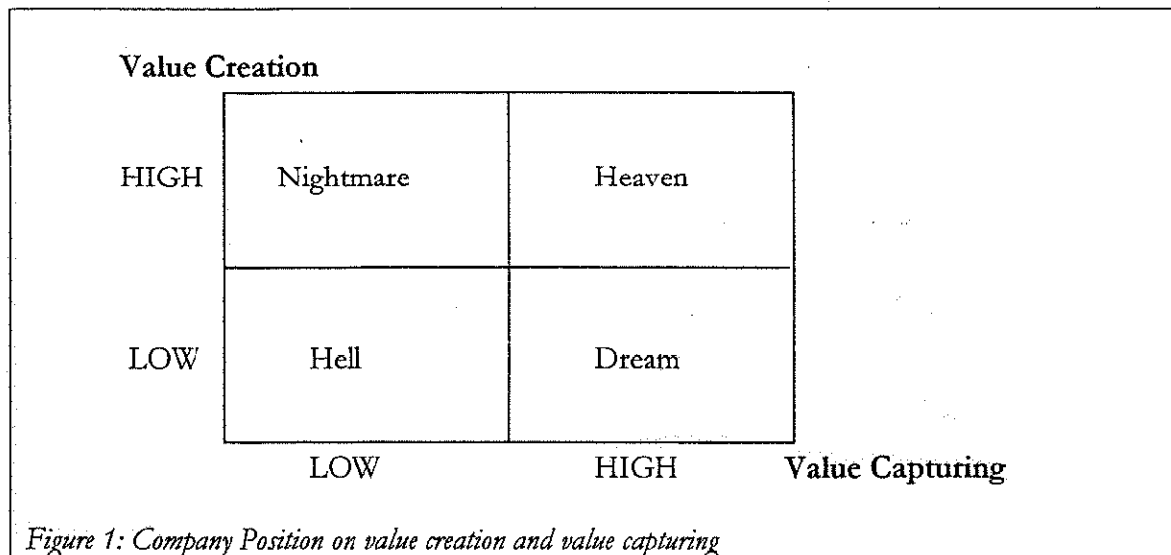 Value Creation
HIGH Nightmare Heaven
LOW Hell Dream
LOW HIGH Value Capturing
Figure 1: Company Position on value creation and value capturing